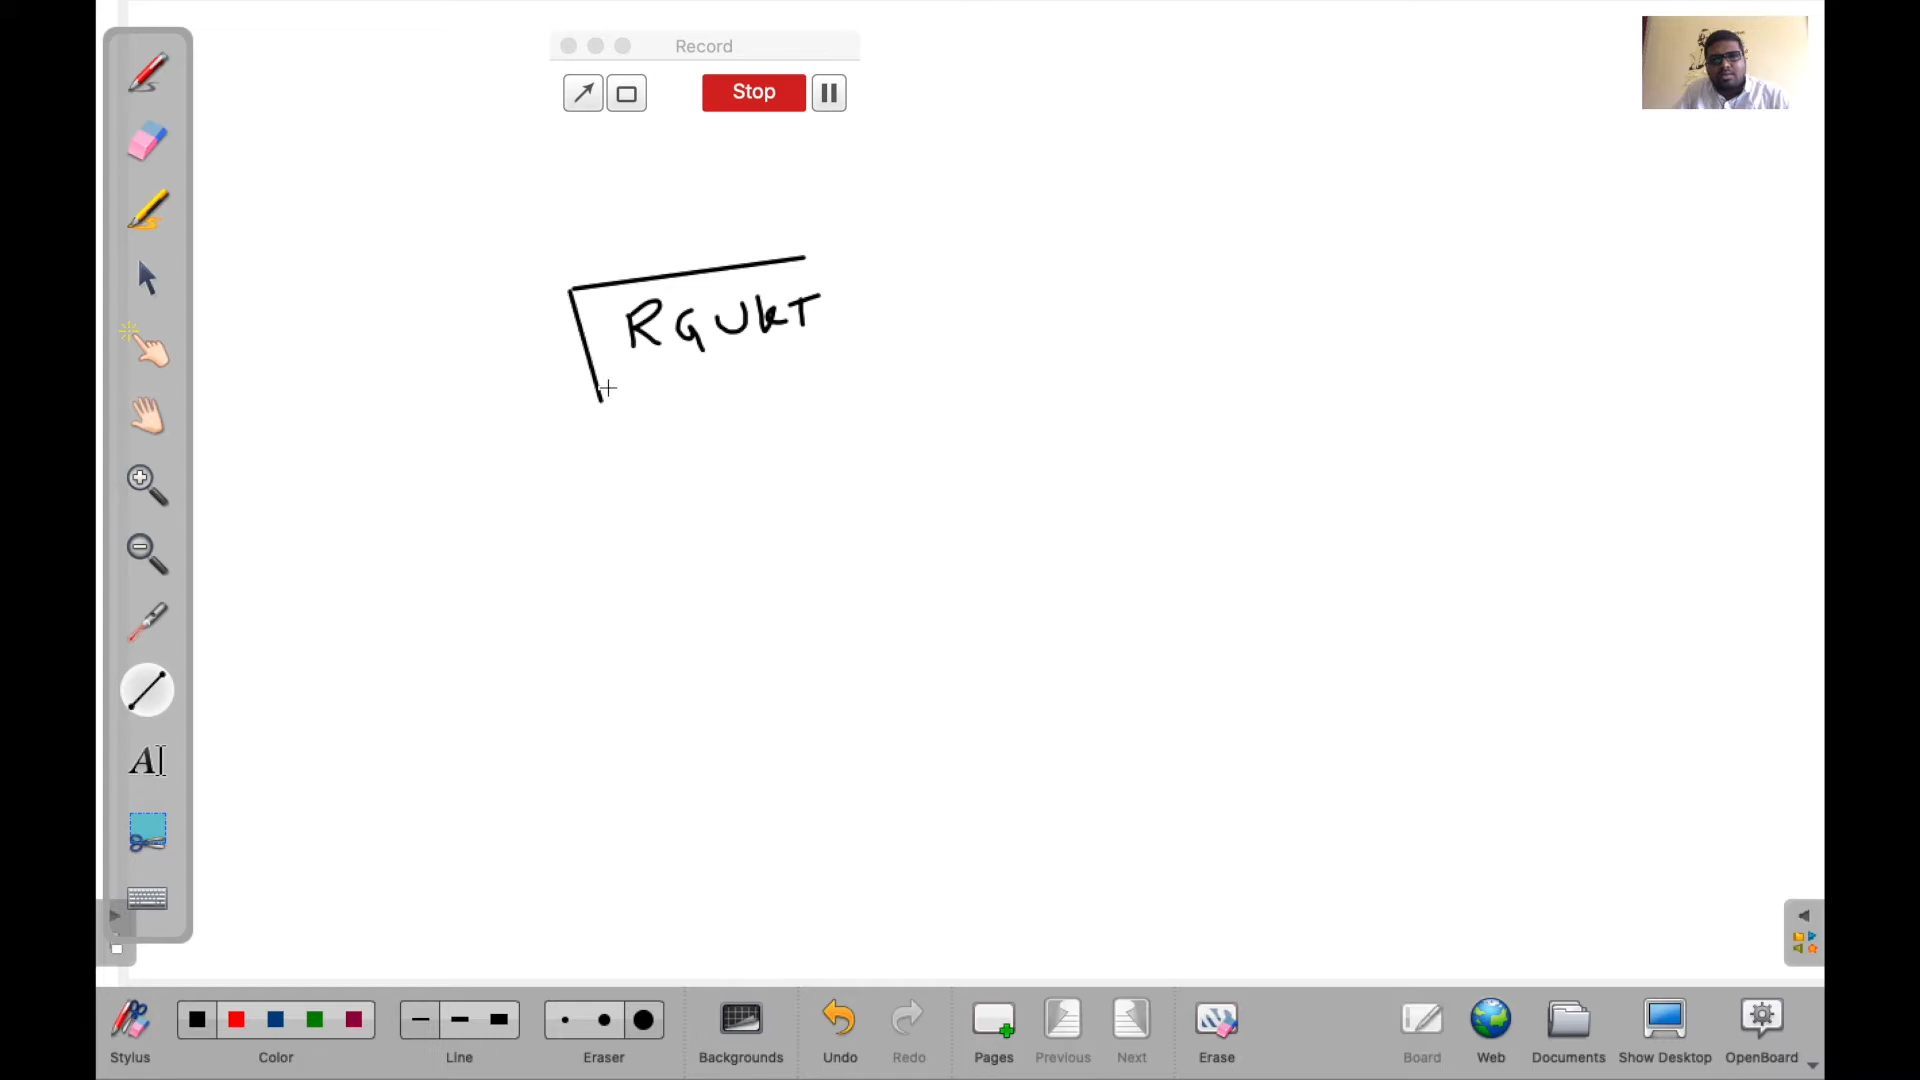 Record
Stop
RGUKT
A
Stylus Color Line Eraser Backgrounds Undo Redo Pages Previous Next Erase Board Web Documents Show Desktop OpenBoard